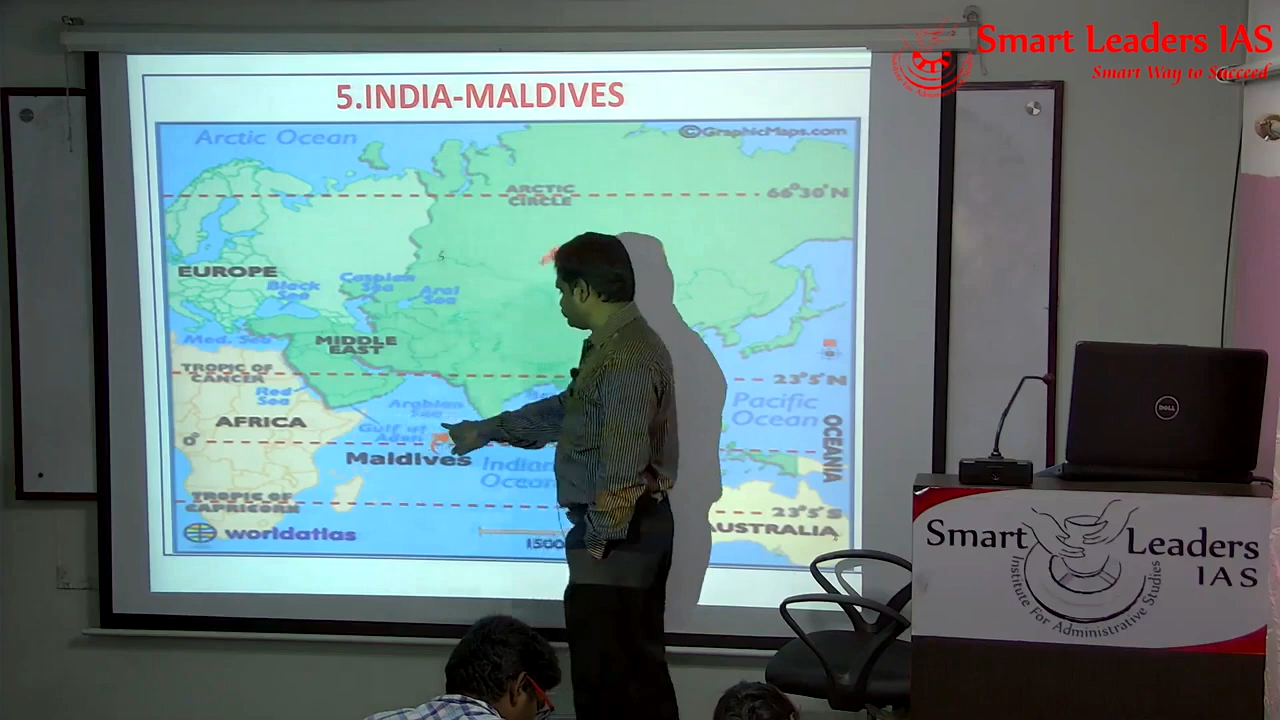 Smart Leaders IAS
Smart Way to Succeed
5.INDIA-MALDIVES
Arctic Ocean
©GraphicMaps.com
ARCTIC
CIRCLE
66°30'N
EUROPE
Black
Sea
Caspian
Sea
Aral
Sea
Med. Sea
MIDDLE
EAST
TROPIC OF
CANCER
23°5'N
Red
Sea
Arabian
Sea
Pacific
Ocean
AFRICA
Gulf of
Aden
OCEANIA
0°
Maldives
Indian
Ocean
TROPIC OF
CAPRICORN
23°5'S
AUSTRALIA
worldatlas
1500
DELL
Smart Leaders
IAS
Institute For Administrative Studies